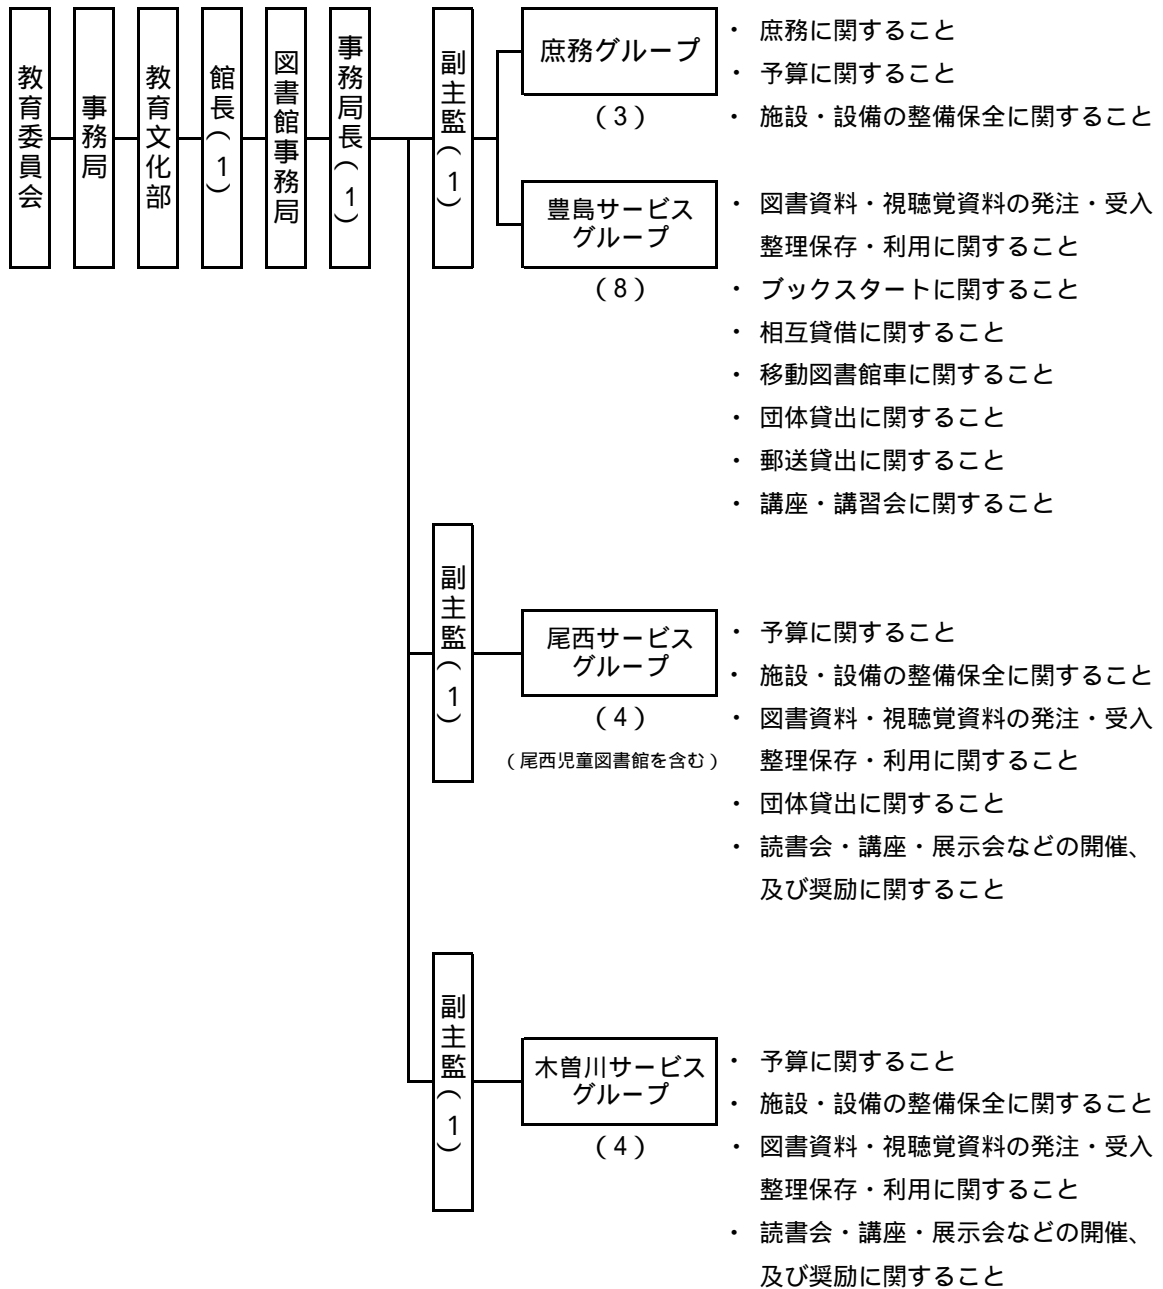 教育委員会
事務局
教育文化部
館長(1)
図書館事務局
事務局長(1)
副主監(1)
庶務グループ
(3)
・ 庶務に関すること
・ 予算に関すること
・ 施設・設備の整備保全に関すること
豊島サービス
グループ
(8)
・ 図書資料・視聴覚資料の発注・受入
整理保存・利用に関すること
・ ブックスタートに関すること
・ 相互貸借に関すること
・ 移動図書館車に関すること
・ 団体貸出に関すること
・ 郵送貸出に関すること
・ 講座・講習会に関すること
副主監(1)
尾西サービス
グループ
(4)
(尾西児童図書館を含む)
・ 予算に関すること
・ 施設・設備の整備保全に関すること
・ 図書資料・視聴覚資料の発注・受入
整理保存・利用に関すること
・ 団体貸出に関すること
・ 読書会・講座・展示会などの開催、
及び奨励に関すること
副主監(1)
木曽川サービス
グループ
(4)
・ 予算に関すること
・ 施設・設備の整備保全に関すること
・ 図書資料・視聴覚資料の発注・受入
整理保存・利用に関すること
・ 読書会・講座・展示会などの開催、
及び奨励に関すること